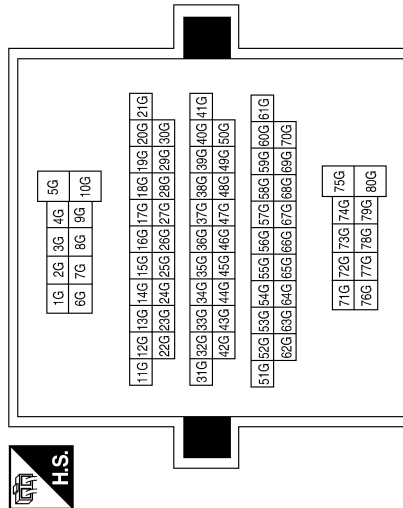 5G 10G
1G 2G 3G 4G
6G 7G 8G 9G
11G 12G 13G 14G 15G 16G 17G 18G 19G 20G 21G
22G 23G 24G 25G 26G 27G 28G 29G 30G
31G 32G 33G 34G 35G 36G 37G 38G 39G 40G 41G
42G 43G 44G 45G 46G 47G 48G 49G 50G
51G 52G 53G 54G 55G 56G 57G 58G 59G 60G 61G
62G 63G 64G 65G 66G 67G 68G 69G 70G
75G 80G
71G 72G 73G 74G
76G 77G 78G 79G
H.S.